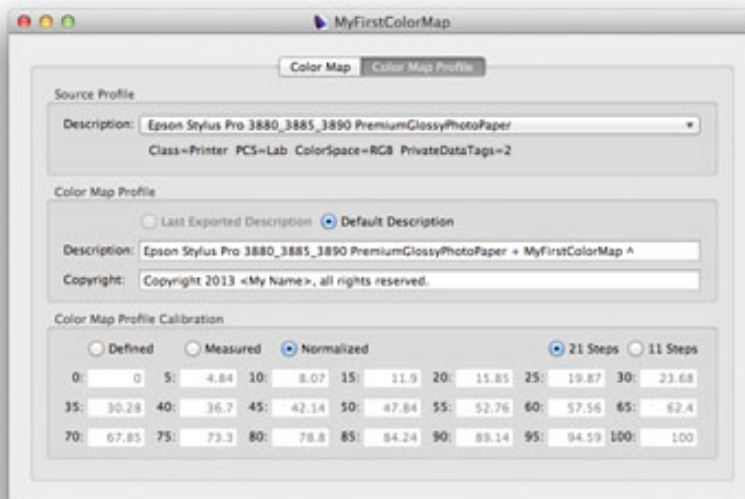 MyFirstColorMap
Color Map Color Map Profile
Source Profile
Description: Epson Stylus Pro 3880_3885_3890 PremiumGlossyPhotoPaper
Class=Printer PCS=Lab ColorSpace=RGB PrivateDataTags=2
Color Map Profile
Last Exported Description Default Description
Description: Epson Stylus Pro 3880_3885_3890 PremiumGlossyPhotoPaper + MyFirstColorMap ^
Copyright: Copyright 2013 <My Name>, all rights reserved.
Color Map Profile Calibration
Defined Measured Normalized 21 Steps 11 Steps
0: 0 5: 4.84 10: 8.07 15: 11.9 20: 15.85 25: 19.87 30: 23.68
35: 30.28 40: 36.7 45: 42.14 50: 47.84 55: 52.76 60: 57.56 65: 62.4
70: 67.85 75: 73.3 80: 78.8 85: 84.24 90: 89.14 95: 94.59 100: 100